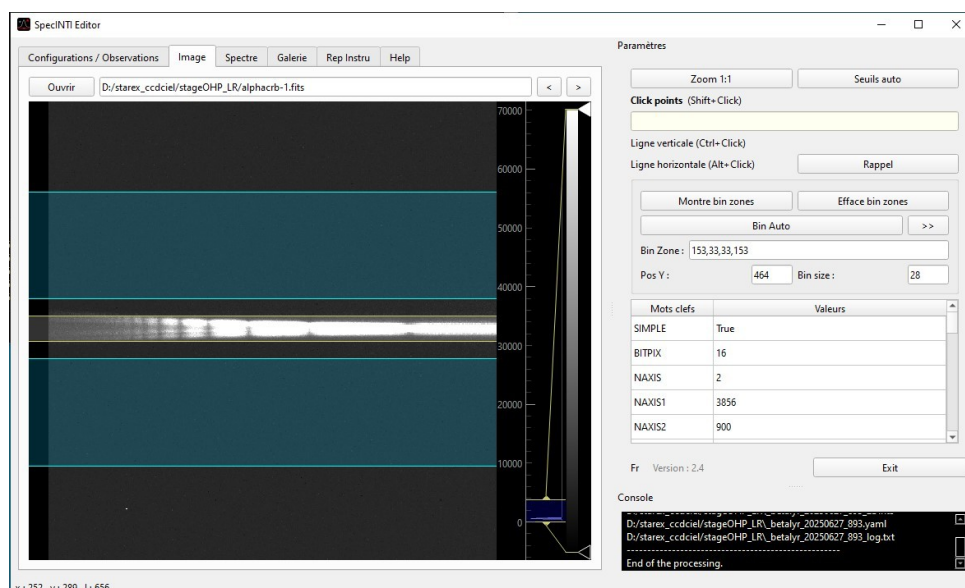 SpecINTI Editor
Configurations / Observations Image Spectre Galerie Rep Instru Help
Ouvrir D:/starex_ccdciel/stageOHP_LR/alphacrb-1.fits < >
70000
60000
50000
40000
30000
20000
10000
0
Paramètres
Zoom 1:1 Seuils auto
Click points (Shift+Click)
Ligne verticale (Ctrl+Click)
Ligne horizontale (Alt+Click) Rappel
Montre bin zones Efface bin zones
Bin Auto >>
Bin Zone : 153,33,33,153
Pos Y : 464 Bin size : 28
Mots clefs Valeurs
SIMPLE True
BITPIX 16
NAXIS 2
NAXIS1 3856
NAXIS2 900
Fr Version : 2.4 Exit
Console
D:/starex_ccdciel/stageOHP_LR\_betalyr_20250627_893.yaml
D:/starex_ccdciel/stageOHP_LR\_betalyr_20250627_893_log.txt
------------------------------------------------
End of the processing.